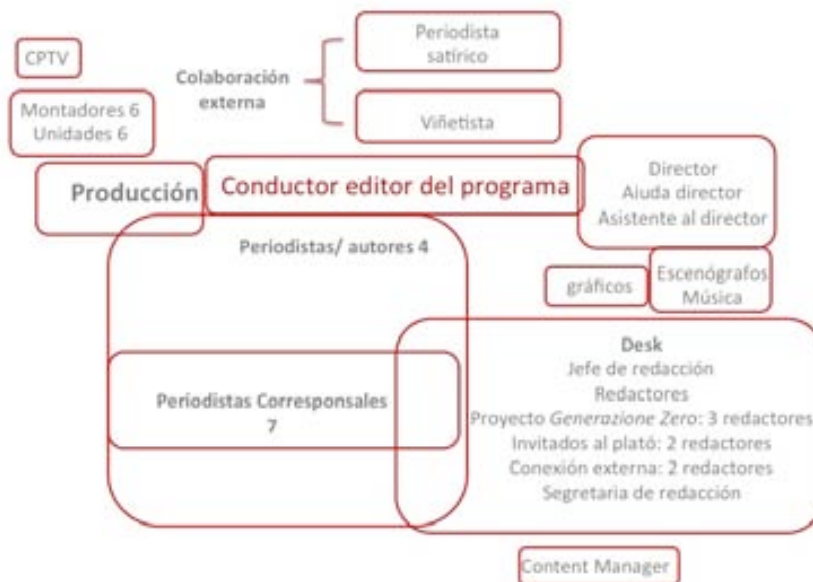 CPTV
Periodista
satírico
Colaboración
externa
Montadores 6
Unidades 6
Viñetista
Producción
Conductor editor del programa
Director
Aiuda director
Asistente al director
Periodistas/ autores 4
gráficos
Escenógrafos
Música
Periodistas Corresponsales
7
Desk
Jefe de redacción
Redactores
Proyecto Generazione Zero: 3 redactores
Invitados al plató: 2 redactores
Conexión externa: 2 redactores
Segretaria de redacción
Content Manager